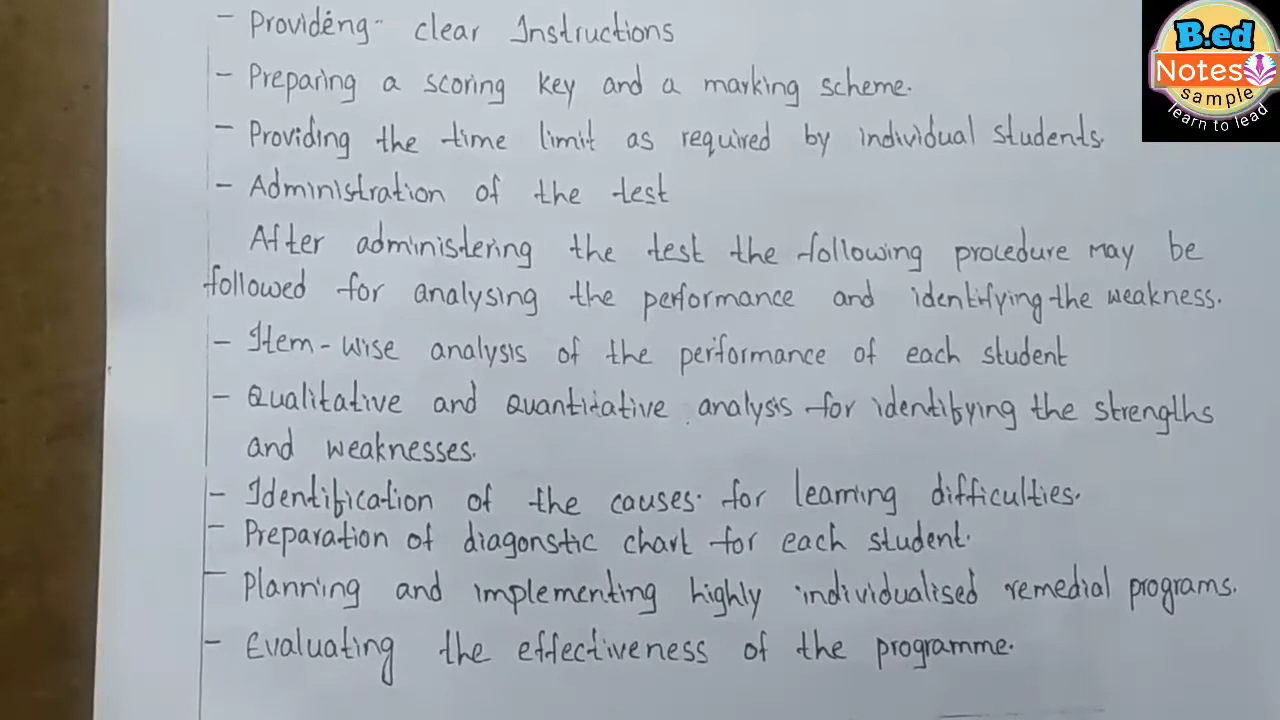 - Providing clear Instructions
- Preparing a scoring key and a marking scheme.
- Providing the time limit as required by individual students.
- Administration of the test
After administering the test the following procedure may be
followed for analysing the performance and identifying the weakness.
- Item-wise analysis of the performance of each student
- Qualitative and Quantitative analysis for identifying the strengths
and weaknesses.
- Identification of the causes for learning difficulties.
- Preparation of diagonstic chart for each student.
- Planning and implementing highly individualised remedial programs.
- Evaluating the effectiveness of the programme.
B.ed
Notes
sample
learn to lead